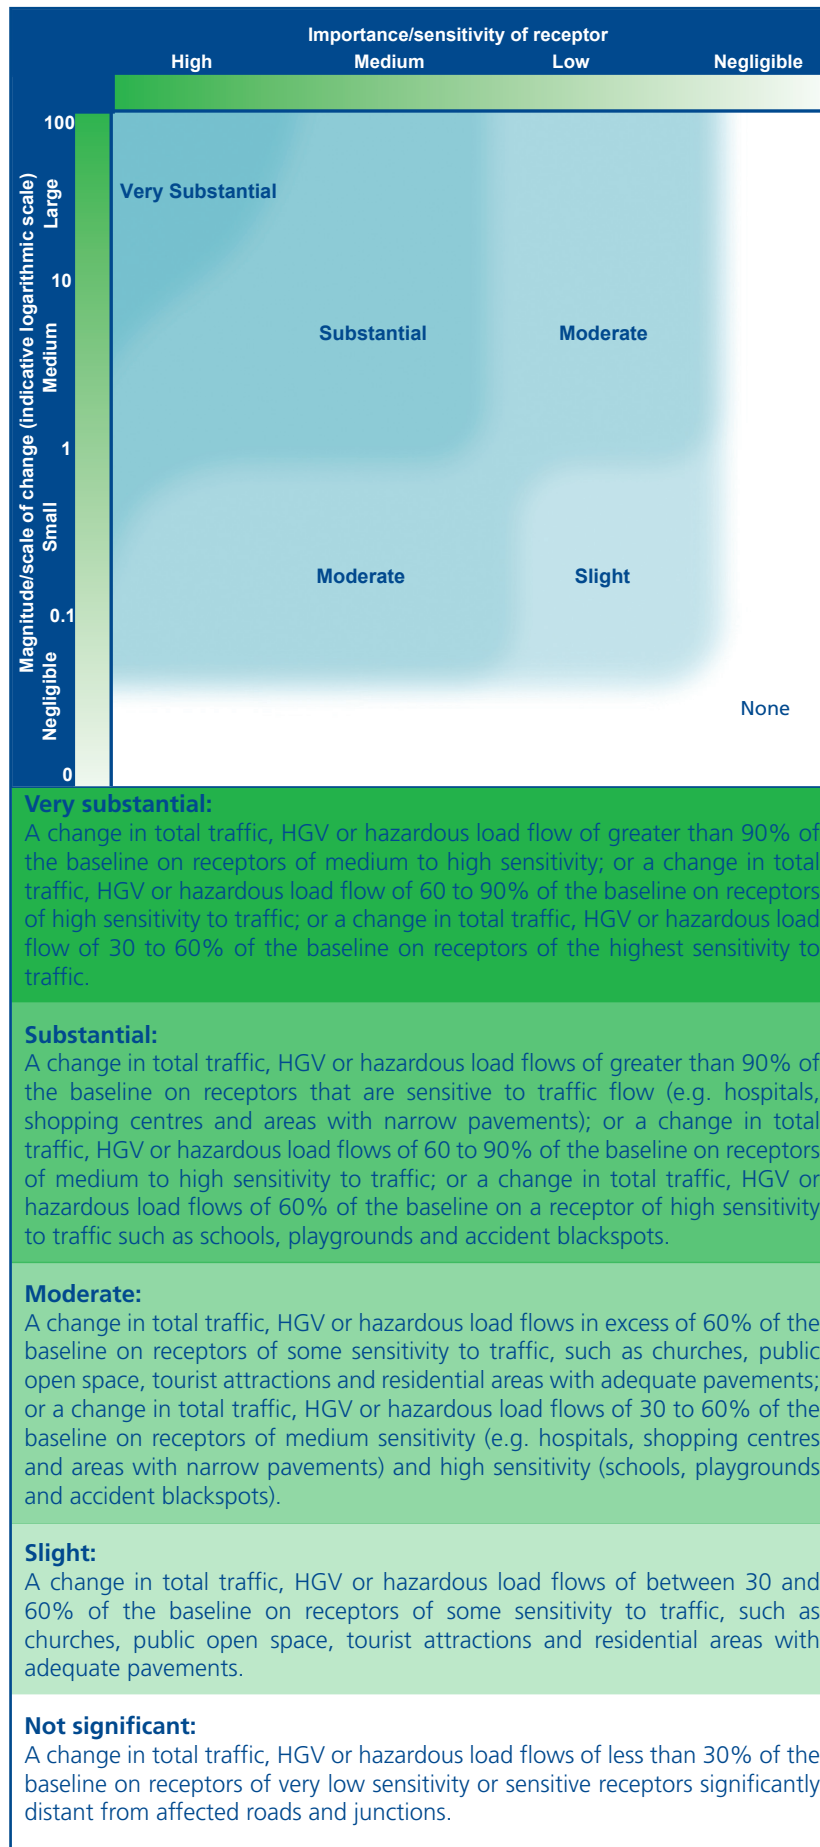 Importance/sensitivity of receptor
High Medium Low Negligible
Magnitude/scale of change (indicative logarithmic scale)
100
Large
10
Medium
1
Small
0.1
Negligible
0
Very Substantial
Substantial
Moderate
Moderate
Slight
None
Very substantial:
A change in total traffic, HGV or hazardous load flow of greater than 90% of
the baseline on receptors of medium to high sensitivity; or a change in total
traffic, HGV or hazardous load flow of 60 to 90% of the baseline on receptors
of high sensitivity to traffic; or a change in total traffic, HGV or hazardous load
flow of 30 to 60% of the baseline on receptors of the highest sensitivity to
traffic.
Substantial:
A change in total traffic, HGV or hazardous load flows of greater than 90% of
the baseline on receptors that are sensitive to traffic flow (e.g. hospitals,
shopping centres and areas with narrow pavements); or a change in total
traffic, HGV or hazardous load flows of 60 to 90% of the baseline on receptors
of medium to high sensitivity to traffic; or a change in total traffic, HGV or
hazardous load flows of 60% of the baseline on a receptor of high sensitivity
to traffic such as schools, playgrounds and accident blackspots.
Moderate:
A change in total traffic, HGV or hazardous load flows in excess of 60% of the
baseline on receptors of some sensitivity to traffic, such as churches, public
open space, tourist attractions and residential areas with adequate pavements;
or a change in total traffic, HGV or hazardous load flows of 30 to 60% of the
baseline on receptors of medium sensitivity (e.g. hospitals, shopping centres
and areas with narrow pavements) and high sensitivity (schools, playgrounds
and accident blackspots).
Slight:
A change in total traffic, HGV or hazardous load flows of between 30 and
60% of the baseline on receptors of some sensitivity to traffic, such as
churches, public open space, tourist attractions and residential areas with
adequate pavements.
Not significant:
A change in total traffic, HGV or hazardous load flows of less than 30% of the
baseline on receptors of very low sensitivity or sensitive receptors significantly
distant from affected roads and junctions.